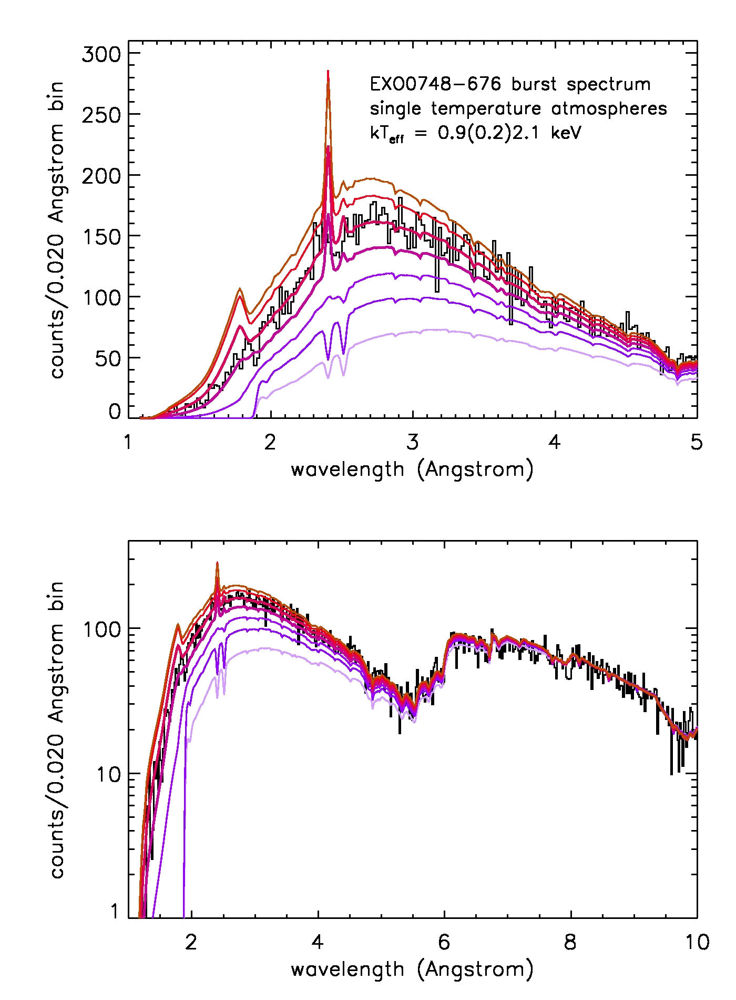 300
250
200
150
100
50
0
counts/0.020 Angstrom bin
EXO0748-676 burst spectrum
single temperature atmospheres
kTeff = 0.9(0.2)2.1 keV
1 2 3 4 5
wavelength (Angstrom)
100
10
1
counts/0.020 Angstrom bin
2 4 6 8 10
wavelength (Angstrom)